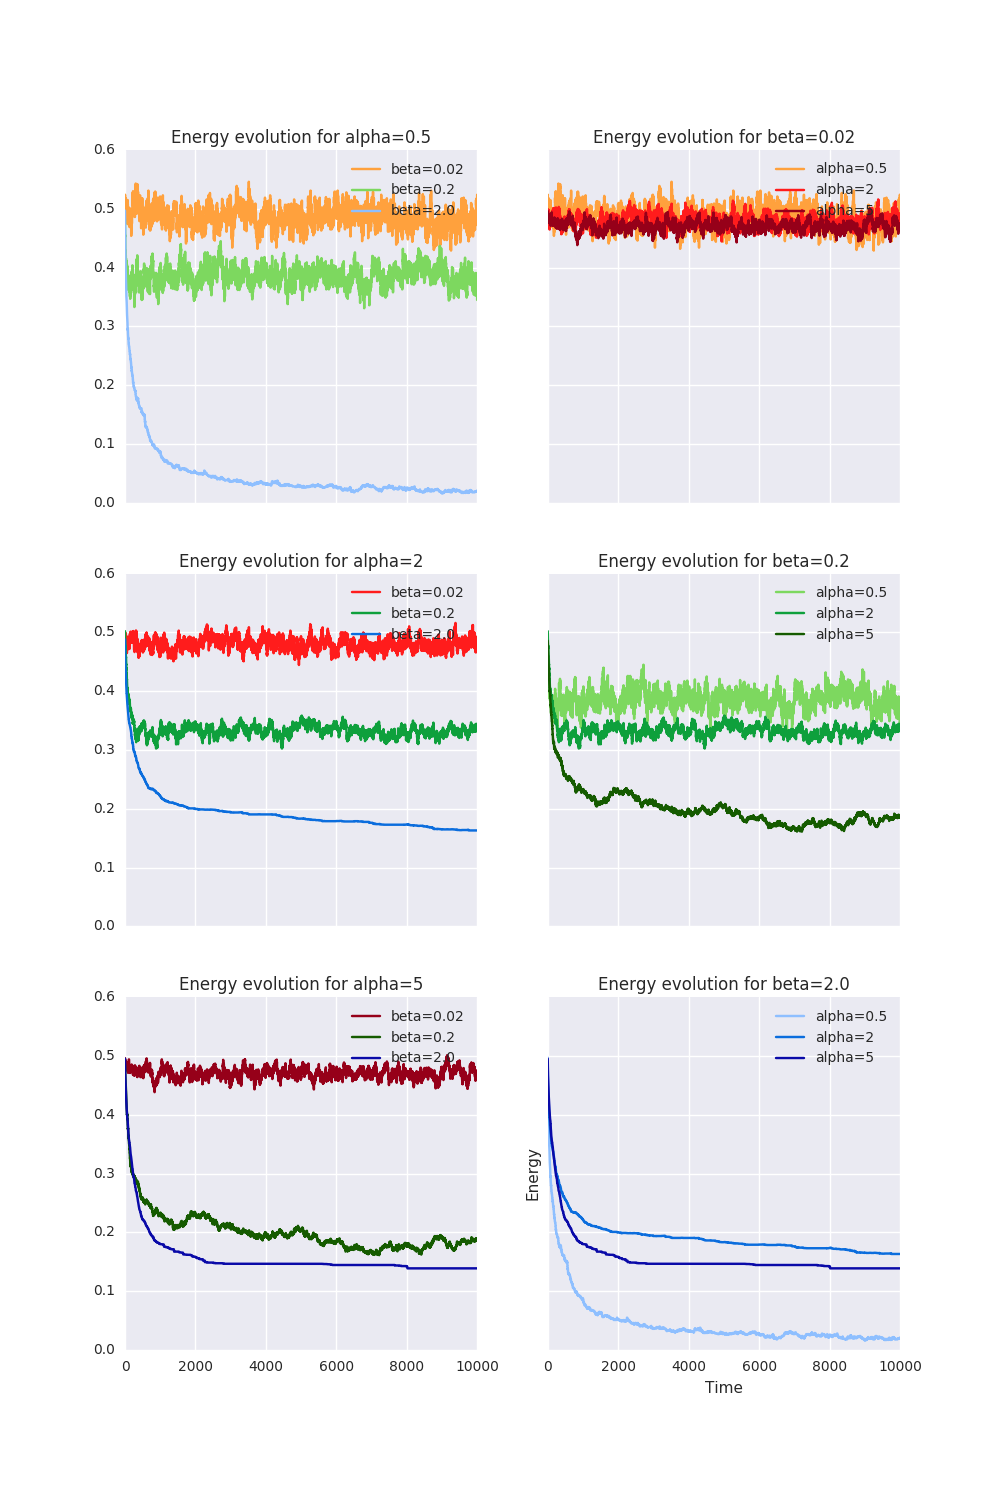 Energy evolution for alpha=0.5
0.6
0.5
0.4
0.3
0.2
0.1
0.0
beta=0.02
beta=0.2
beta=2.0
Energy evolution for beta=0.02
alpha=0.5
alpha=2
alpha=5
Energy evolution for alpha=2
0.6
0.5
0.4
0.3
0.2
0.1
0.0
beta=0.02
beta=0.2
beta=2.0
Energy evolution for beta=0.2
alpha=0.5
alpha=2
alpha=5
Energy evolution for alpha=5
0.6
0.5
0.4
0.3
0.2
0.1
0.0
beta=0.02
beta=0.2
beta=2.0
0 2000 4000 6000 8000 10000
Energy evolution for beta=2.0
alpha=0.5
alpha=2
alpha=5
Energy
0 2000 4000 6000 8000 10000
Time